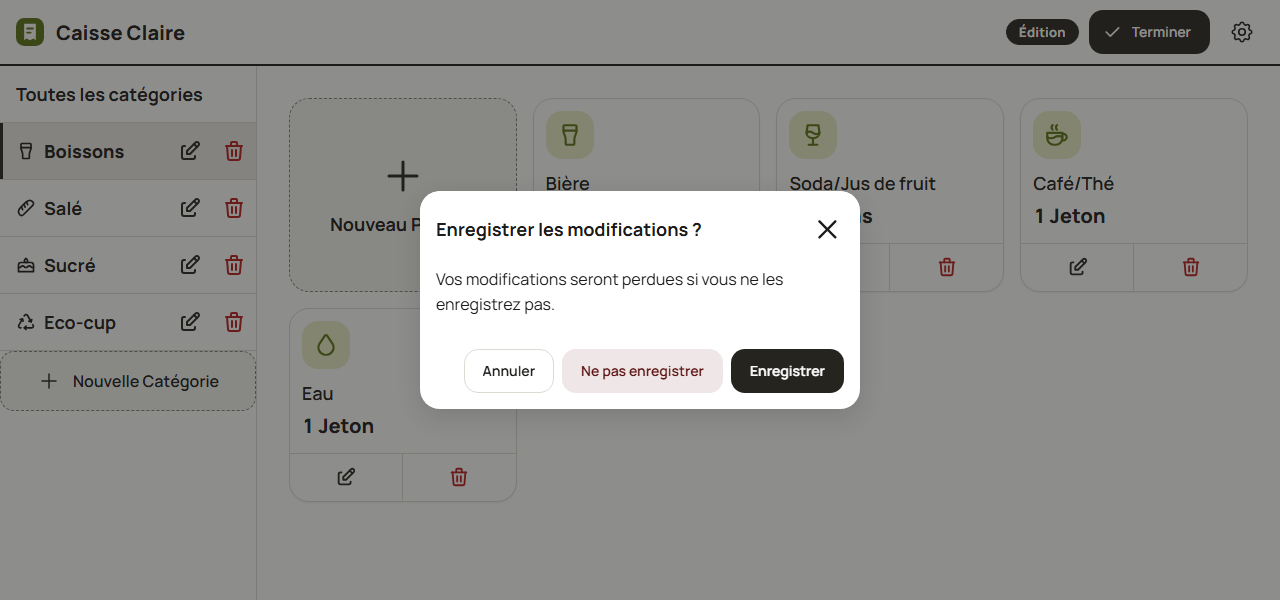 Caisse Claire
Édition
Terminer
Toutes les catégories
Boissons
Salé
Sucré
Eco-cup
Nouvelle Catégorie
Nouveau
Bière
Soda/Jus de fruit
Café/Thé
1 Jeton
Eau
1 Jeton
Enregistrer les modifications ?
Vos modifications seront perdues si vous ne les
enregistrez pas.
Annuler
Ne pas enregistrer
Enregistrer